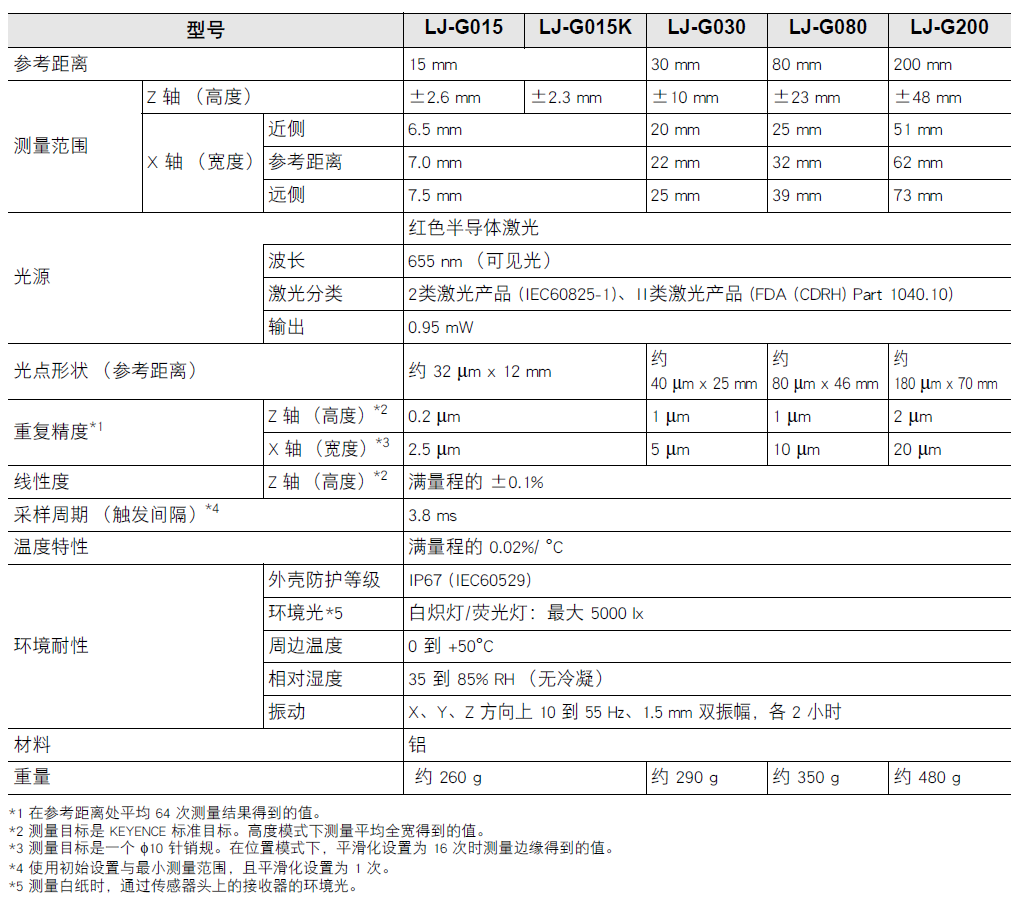 型号 LJ-G015 LJ-G015K LJ-G030 LJ-G080 LJ-G200
参考距离 15 mm 30 mm 80 mm 200 mm
测量范围 Z 轴 （高度） ±2.6 mm ±2.3 mm ±10 mm ±23 mm ±48 mm
X 轴 （宽度） 近侧 6.5 mm 20 mm 25 mm 51 mm
参考距离 7.0 mm 22 mm 32 mm 62 mm
远侧 7.5 mm 25 mm 39 mm 73 mm
光源 红色半导体激光
波长 655 nm （可见光）
激光分类 2类激光产品 (IEC60825-1)、II类激光产品 (FDA (CDRH) Part 1040.10)
输出 0.95 mW
光点形状 （参考距离） 约 32 μm x 12 mm 约 40 μm x 25 mm 约 80 μm x 46 mm 约 180 μm x 70 mm
重复精度*1 Z 轴 （高度）*2 0.2 μm 1 μm 1 μm 2 μm
X 轴 （宽度）*3 2.5 μm 5 μm 10 μm 20 μm
线性度 Z 轴 （高度）*2 满量程的 ±0.1%
采样周期 （触发间隔）*4 3.8 ms
温度特性 满量程的 0.02%/ °C
环境耐性 外壳防护等级 IP67 (IEC60529)
环境光*5 白炽灯/荧光灯：最大 5000 lx
周边温度 0 到 +50°C
相对湿度 35 到 85% RH （无冷凝）
振动 X、Y、Z 方向上 10 到 55 Hz、1.5 mm 双振幅，各 2 小时
材料 铝
重量 约 260 g 约 290 g 约 350 g 约 480 g
*1 在参考距离处平均 64 次测量结果得到的值。
*2 测量目标是 KEYENCE 标准目标。高度模式下测量平均全宽得到的值。
*3 测量目标是一个 ϕ10 针销规。在位置模式下，平滑化设置为 16 次时测量边缘得到的值。
*4 使用初始设置与最小测量范围，且平滑化设置为 1 次。
*5 测量白纸时，通过传感器头上的接收器的环境光。